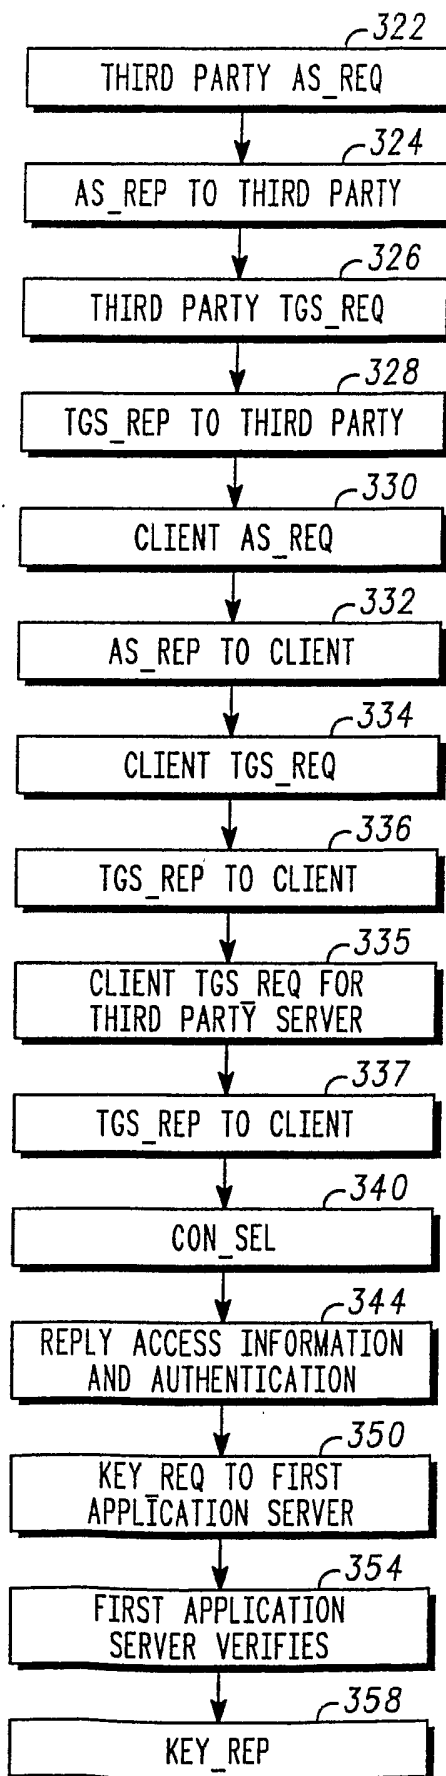 322
THIRD PARTY AS_REQ
324
AS_REP TO THIRD PARTY
326
THIRD PARTY TGS_REQ
328
TGS_REP TO THIRD PARTY
330
CLIENT AS_REQ
332
AS_REP TO CLIENT
334
CLIENT TGS_REQ
336
TGS_REP TO CLIENT
335
CLIENT TGS_REQ FOR
THIRD PARTY SERVER
337
TGS_REP TO CLIENT
340
CON_SEL
344
REPLY ACCESS INFORMATION
AND AUTHENTICATION
350
KEY_REQ TO FIRST
APPLICATION SERVER
354
FIRST APPLICATION
SERVER VERIFIES
358
KEY_REP